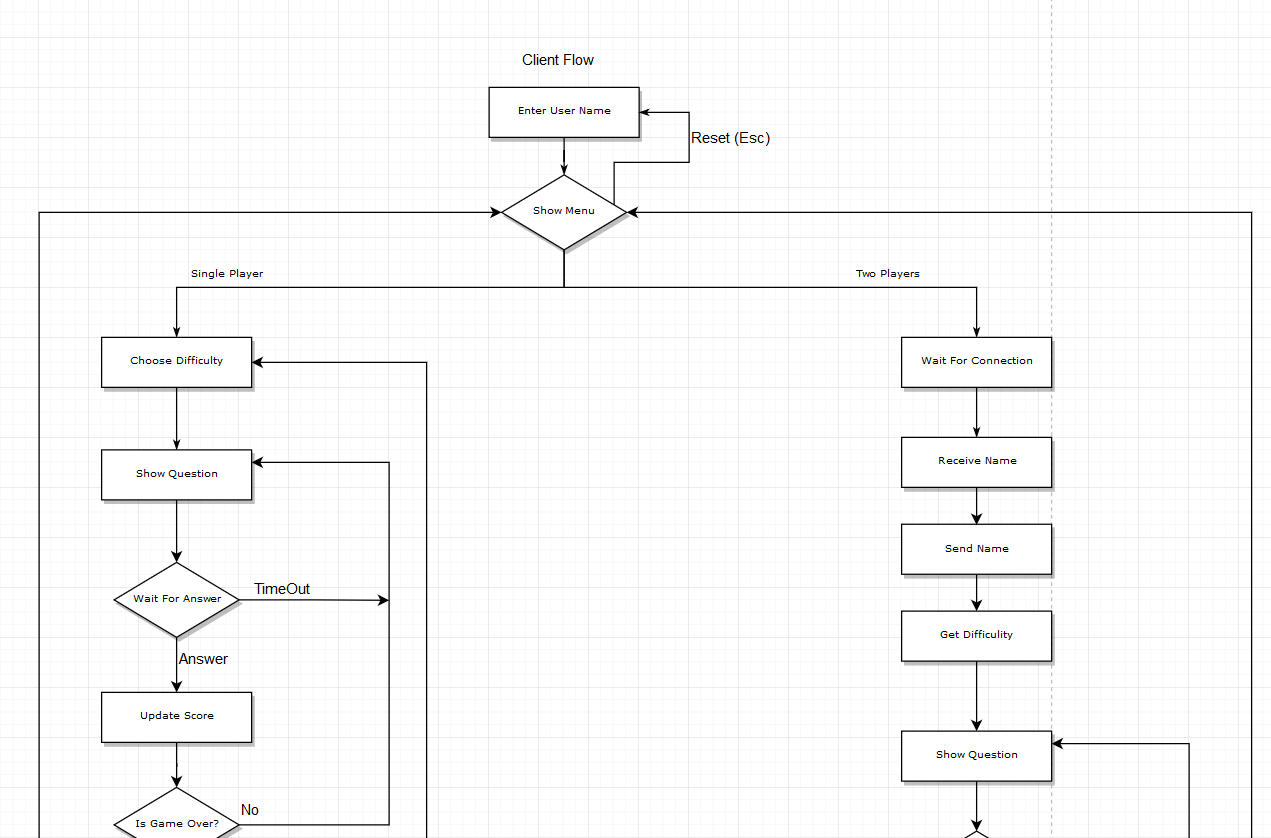 Client Flow
Enter User Name
Reset (Esc)
Show Menu
Single Player
Two Players
Choose Difficulty
Wait For Connection
Show Question
Receive Name
Send Name
Wait For Answer
TimeOut
Get Difficulity
Answer
Update Score
Show Question
Is Game Over?
No